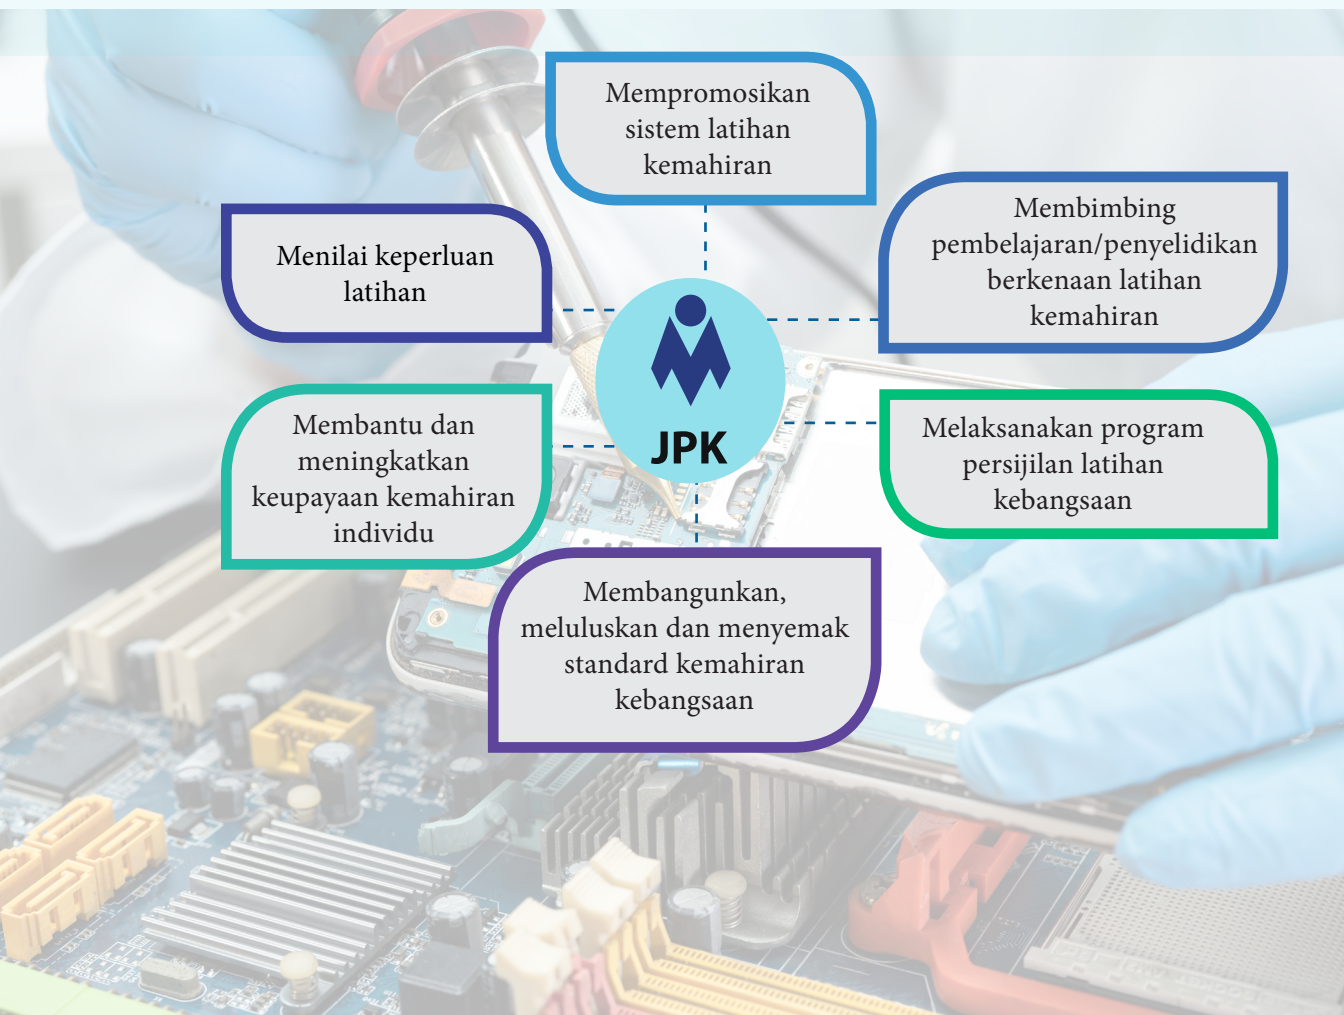 Mempromosikan
sistem latihan
kemahiran
Menilai keperluan
latihan
Membimbing
pembelajaran/penyelidikan
berkenaan latihan
kemahiran
JPK
Membantu dan
meningkatkan
keupayaan kemahiran
individu
Melaksanakan program
persijilan latihan
kebangsaan
Membangunkan,
meluluskan dan menyemak
standard kemahiran
kebangsaan